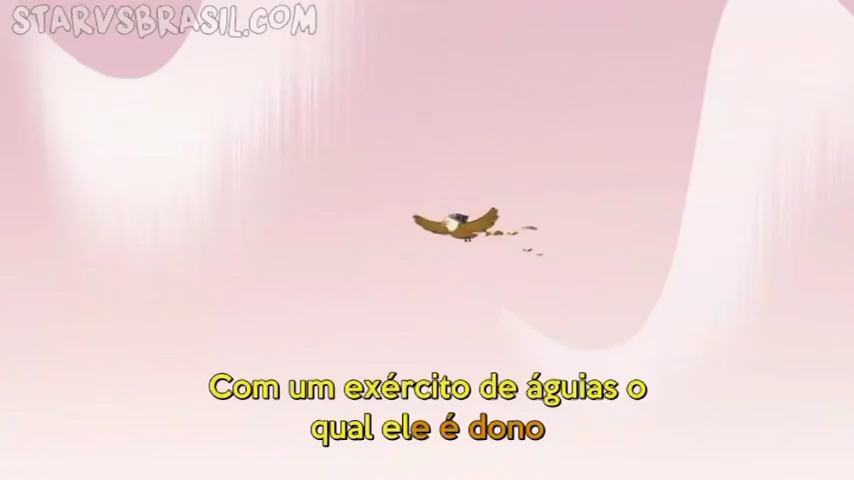 STARVSBRASIL.COM
Com um exército de águias o
qual ele é dono